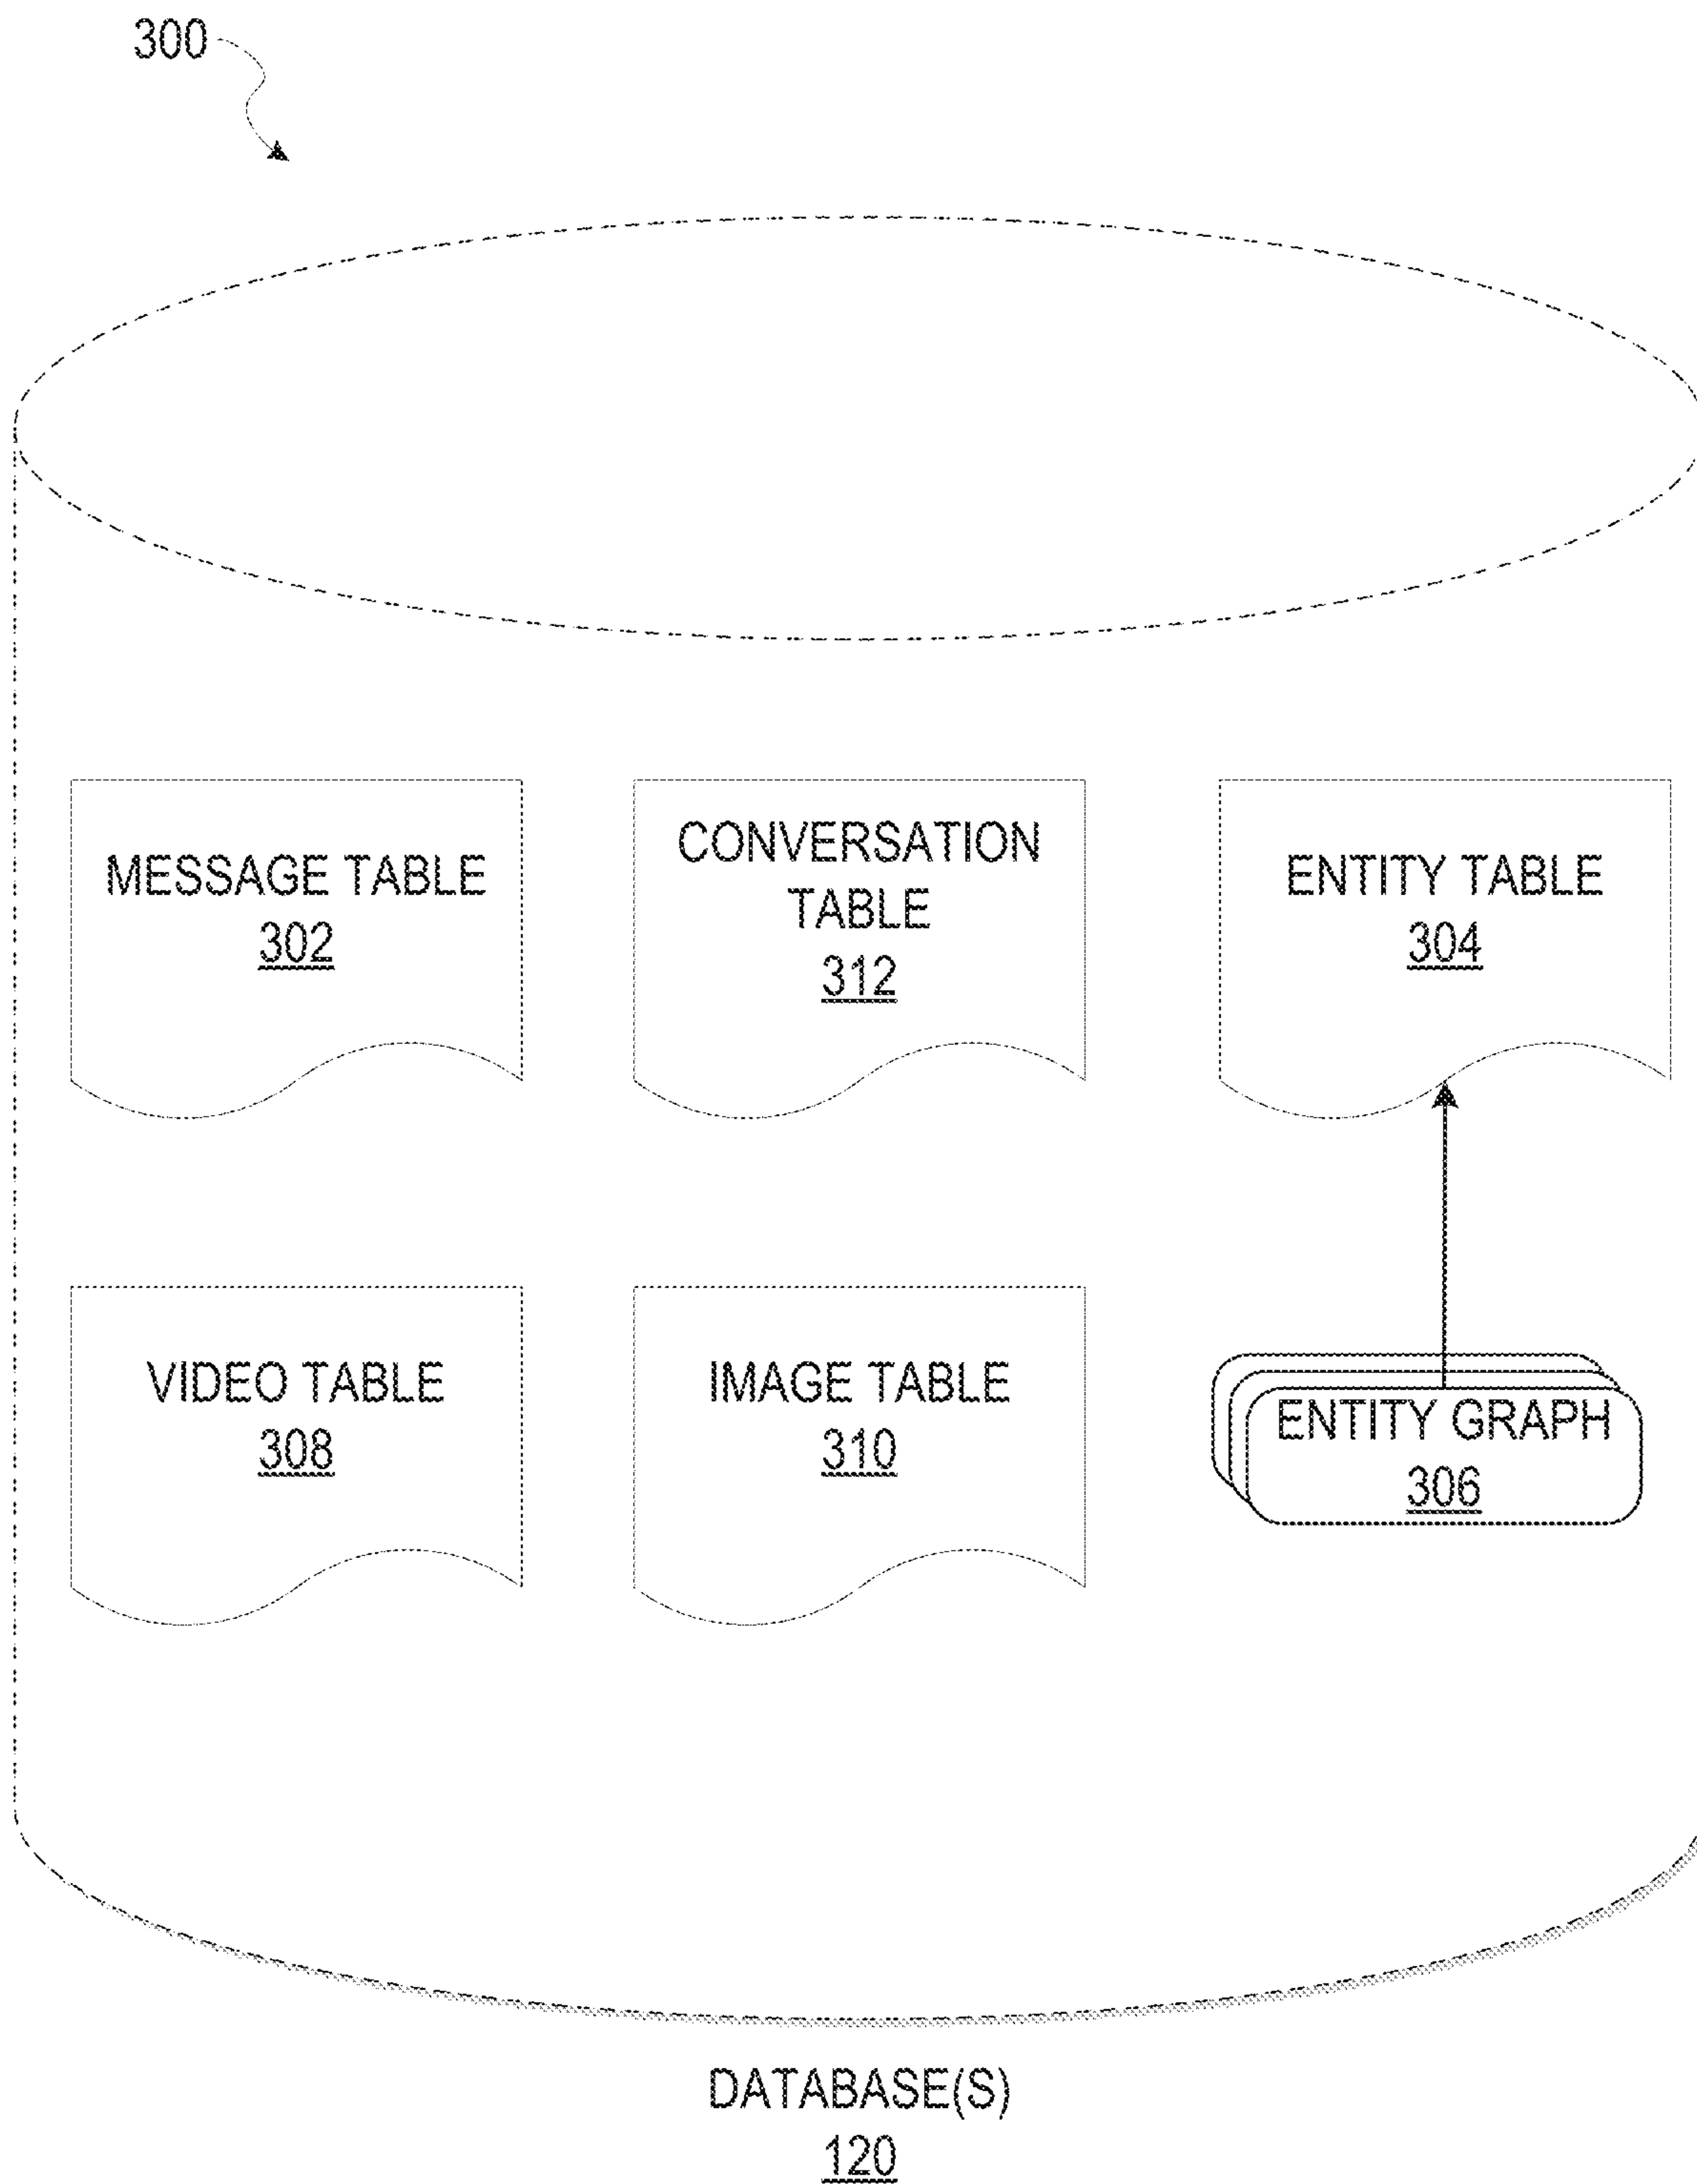 300
MESSAGE TABLE
302
CONVERSATION
TABLE
312
ENTITY TABLE
304
VIDEO TABLE
308
IMAGE TABLE
310
ENTITY GRAPH
306
DATABASE(S)
120